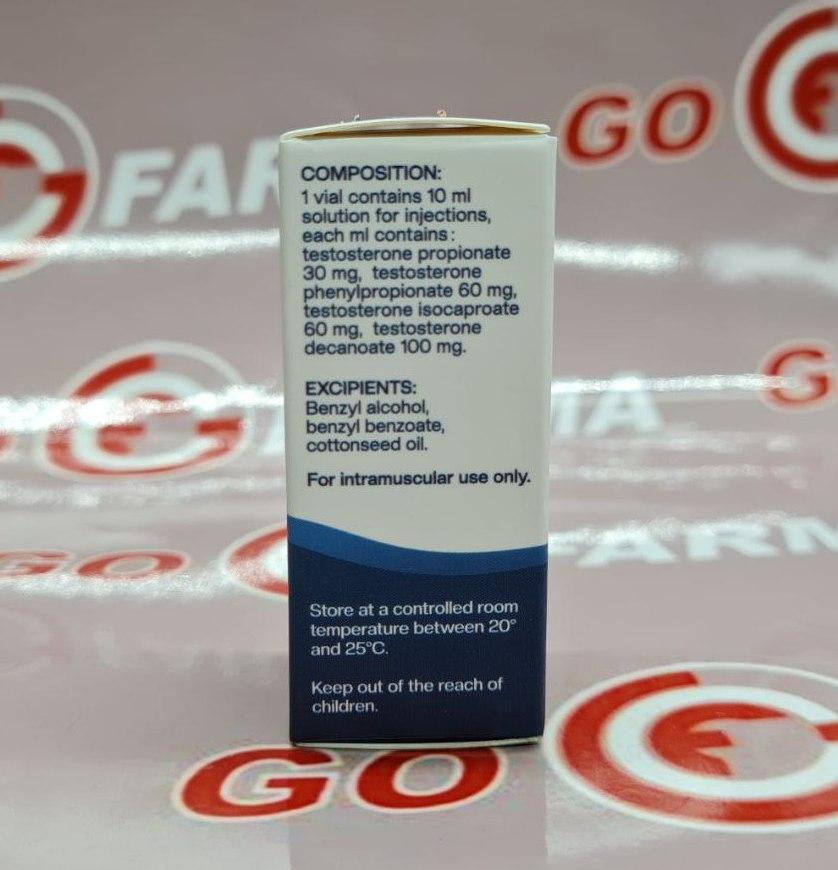 FAR
GO
COMPOSITION:
1 vial contains 10 ml
solution for injections,
each ml contains:
testosterone propionate
30 mg, testosterone
phenylpropionate 60 mg,
testosterone isocaproate
60 mg, testosterone
decanoate 100 mg.
EXCIPIENTS:
Benzyl alcohol,
benzyl benzoate,
cottonseed oil.
For intramuscular use only.
Store at a controlled room
temperature between 20°
and 25°C.
Keep out of the reach of
children.
GO
FARM
GO